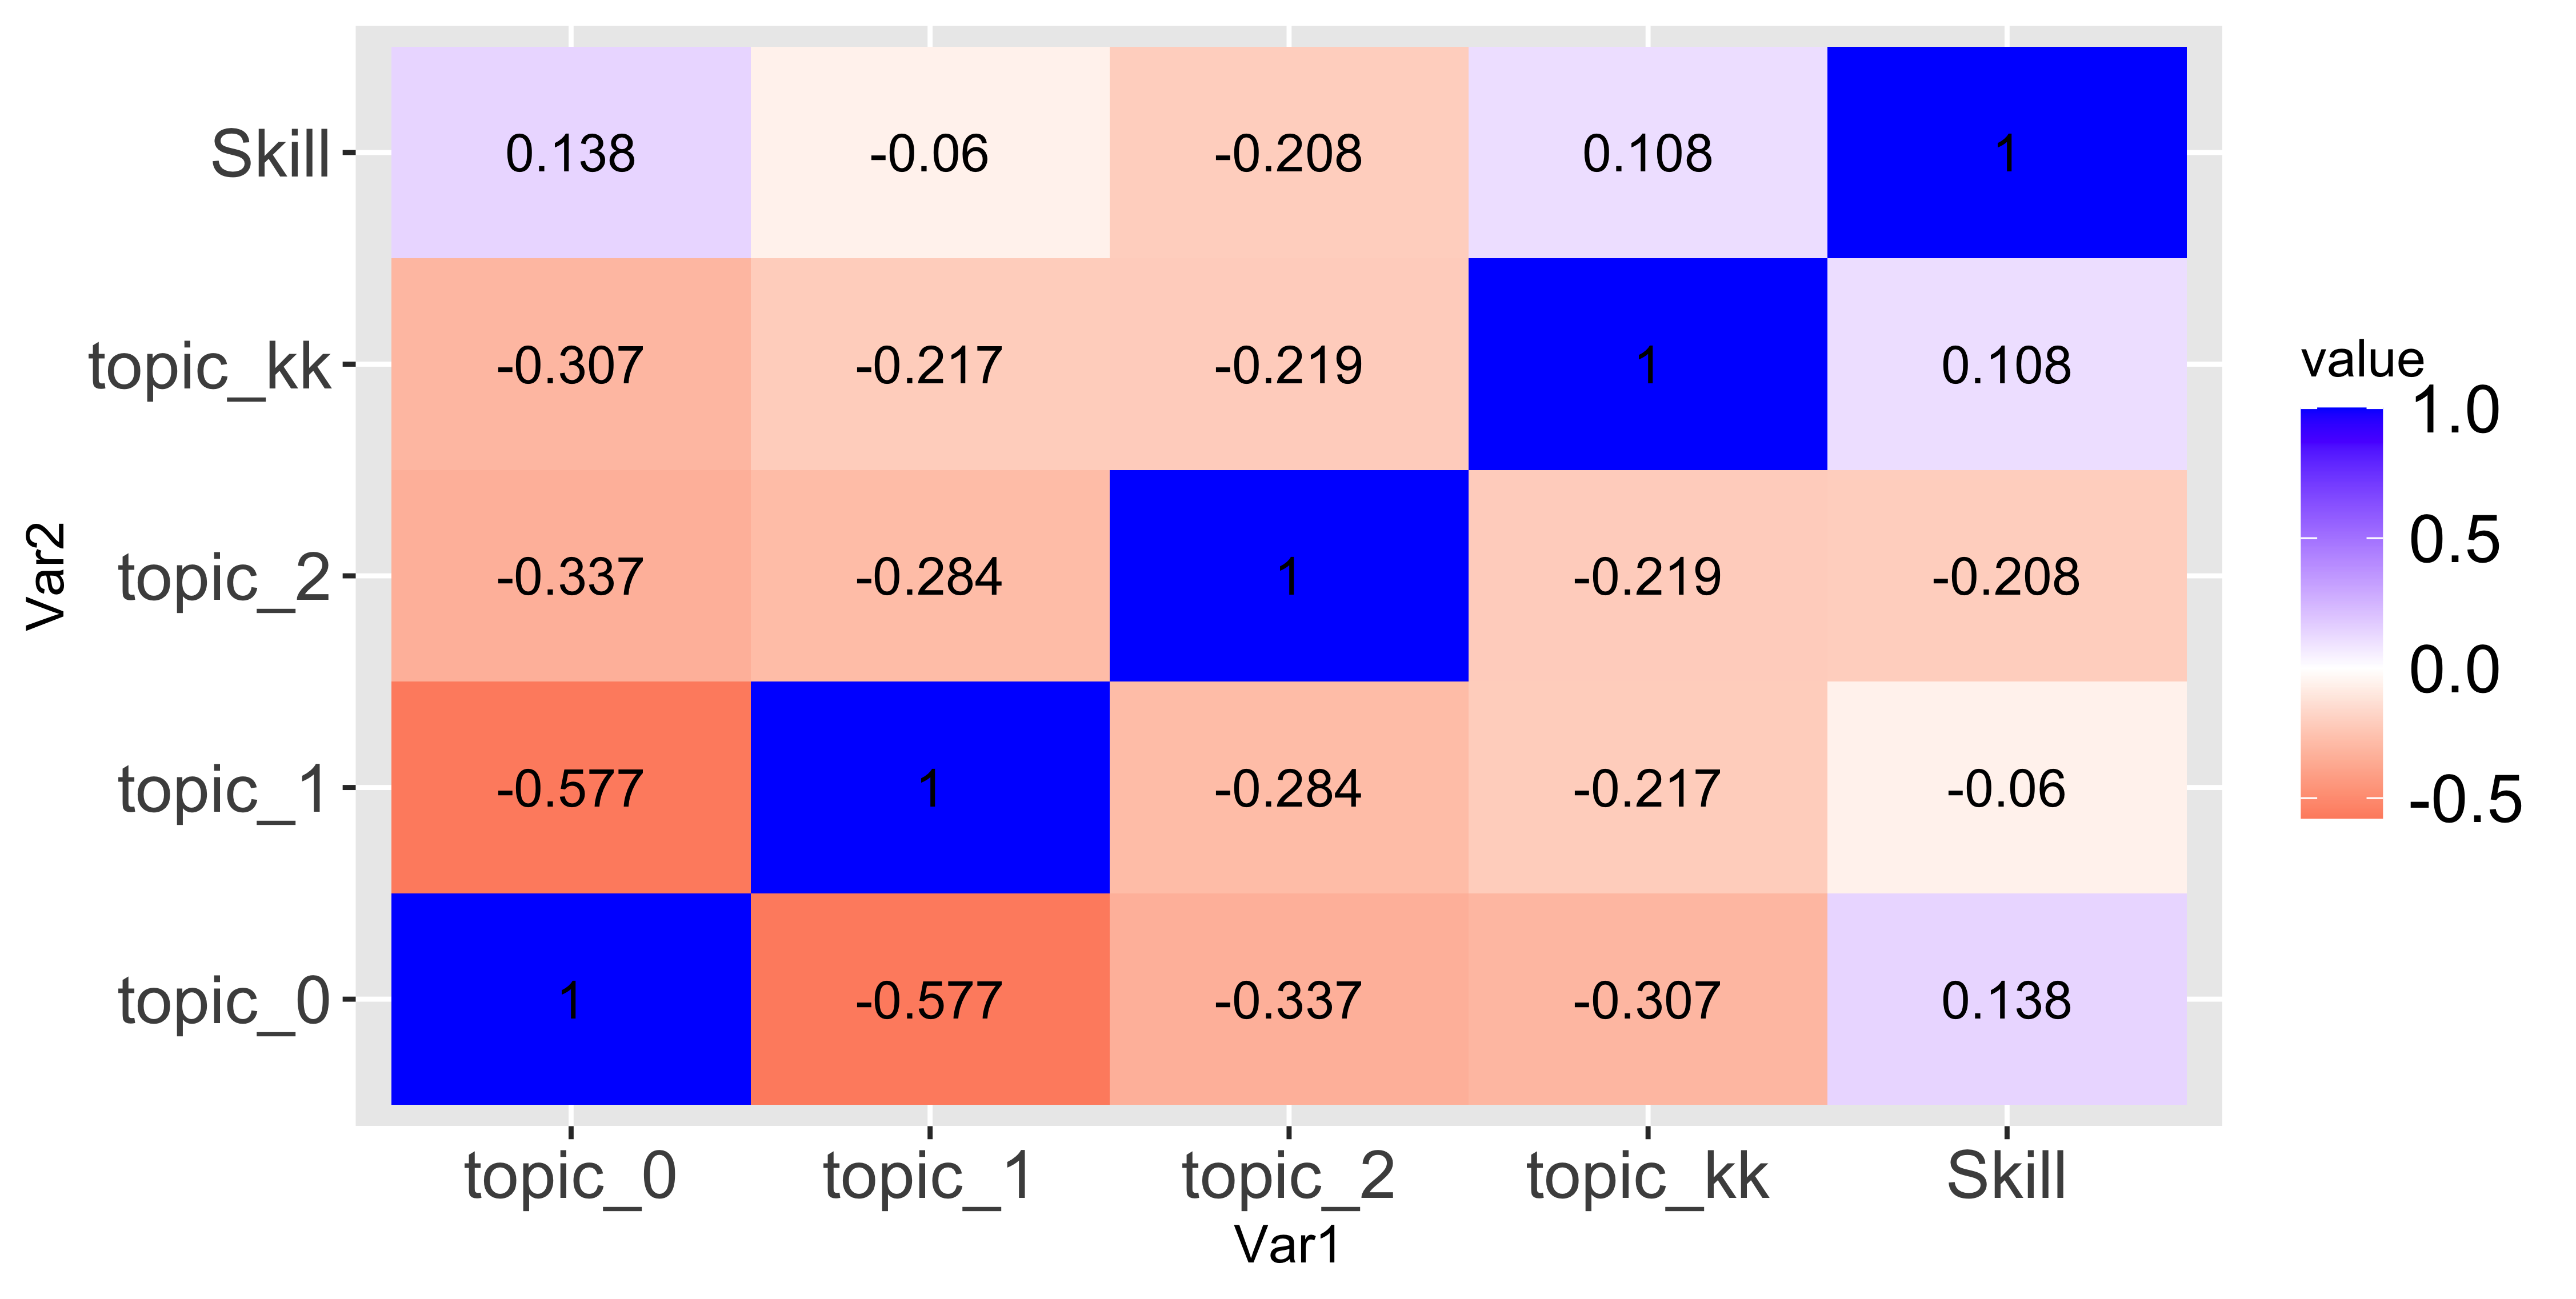 Skill 0.138 -0.06 -0.208 0.108 1
topic_kk -0.307 -0.217 -0.219 1 0.108
topic_2 -0.337 -0.284 1 -0.219 -0.208
topic_1 -0.577 1 -0.284 -0.217 -0.06
topic_0 1 -0.577 -0.337 -0.307 0.138
topic_0 topic_1 topic_2 topic_kk Skill
Var1
Var2
value
1.0
0.5
0.0
-0.5